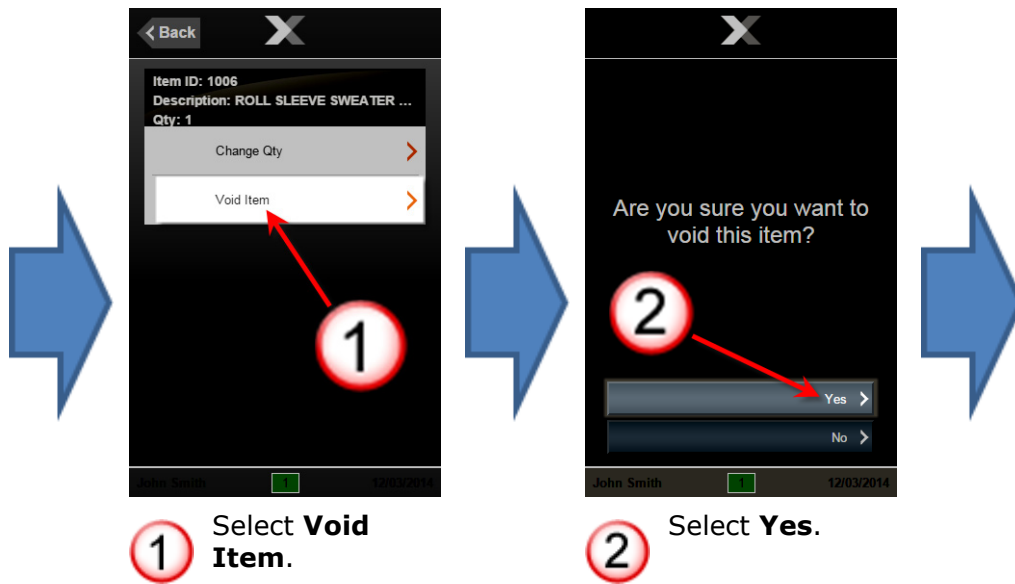 Back
Item ID: 1006
Description: ROLL SLEEVE SWEATER ...
Qty: 1
Change Qty
Void Item
1
John Smith
1
12/03/2014
Are you sure you want to
void this item?
2
Yes
No
John Smith
1
12/03/2014
1
Select Void
Item.
2
Select Yes.